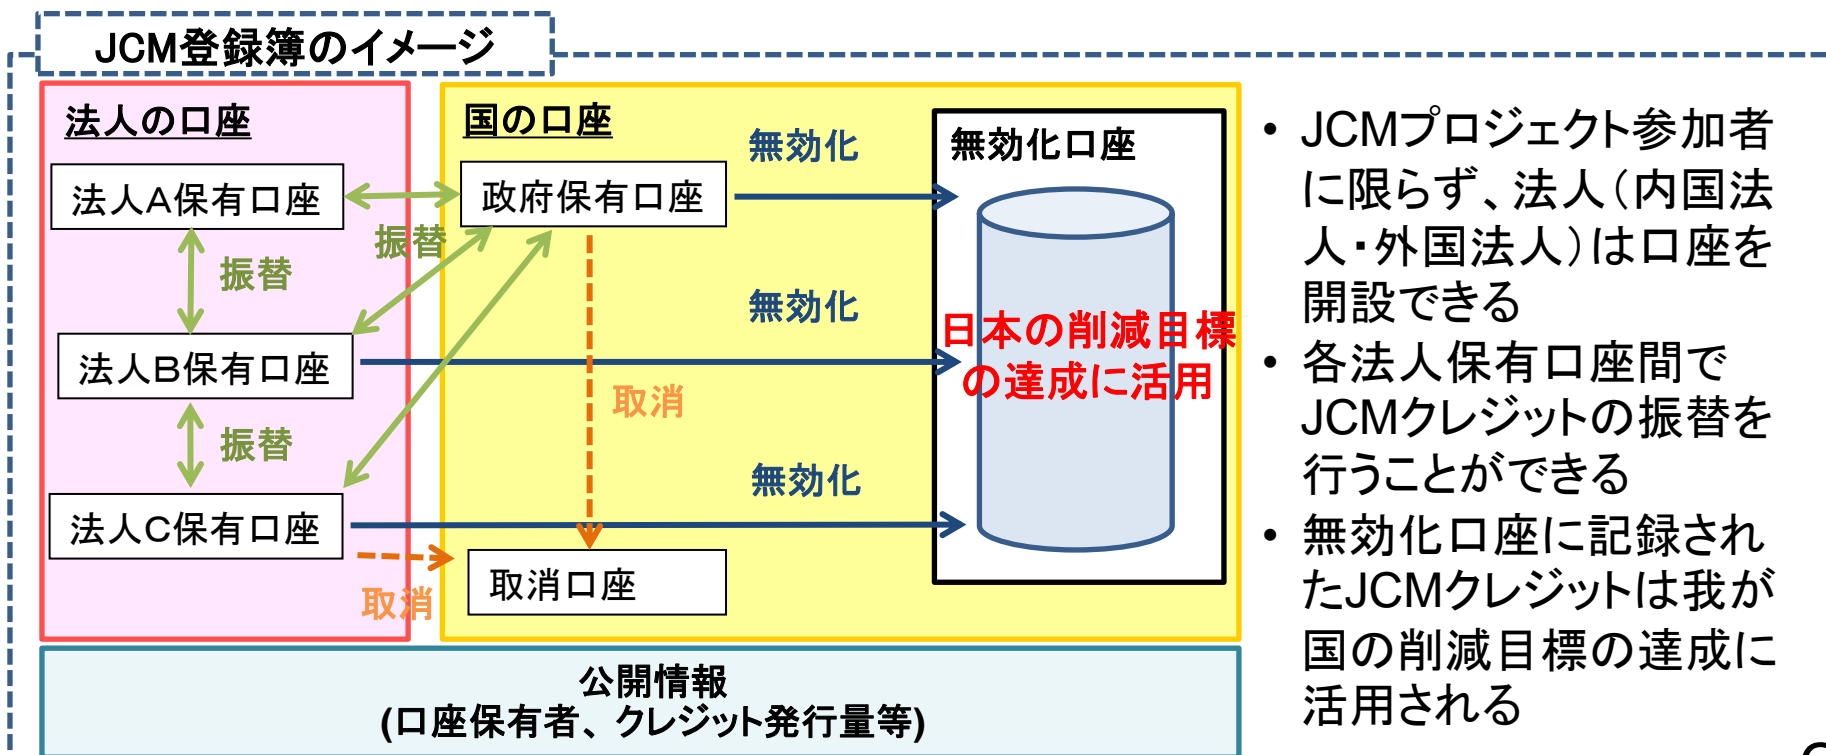 JCM登録簿のイメージ
法人の口座
国の口座
無効化
無効化口座
法人A保有口座
政府保有口座
振替
振替
無効化
日本の削減目標
の達成に活用
法人B保有口座
取消
振替
無効化
法人C保有口座
取消
取消口座
公開情報
(口座保有者、クレジット発行量等)
• JCMプロジェクト参加者
に限らず、法人（内国法
人・外国法人）は口座を
開設できる
• 各法人保有口座間で
JCMクレジットの振替を
行うことができる
• 無効化口座に記録され
たJCMクレジットは我が
国の削減目標の達成に
活用される